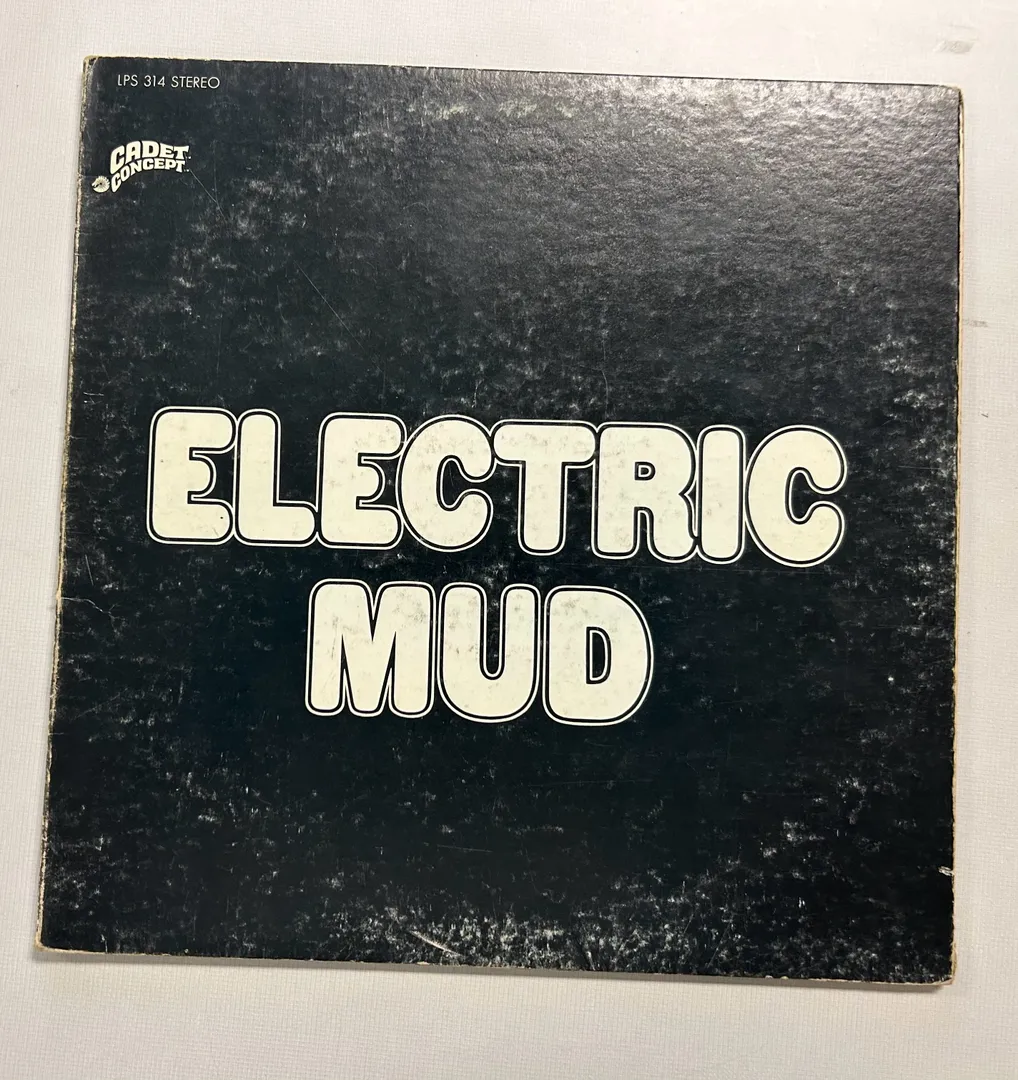 LPS 314 STEREO
CADET
CONCEPT
ELECTRIC
MUD